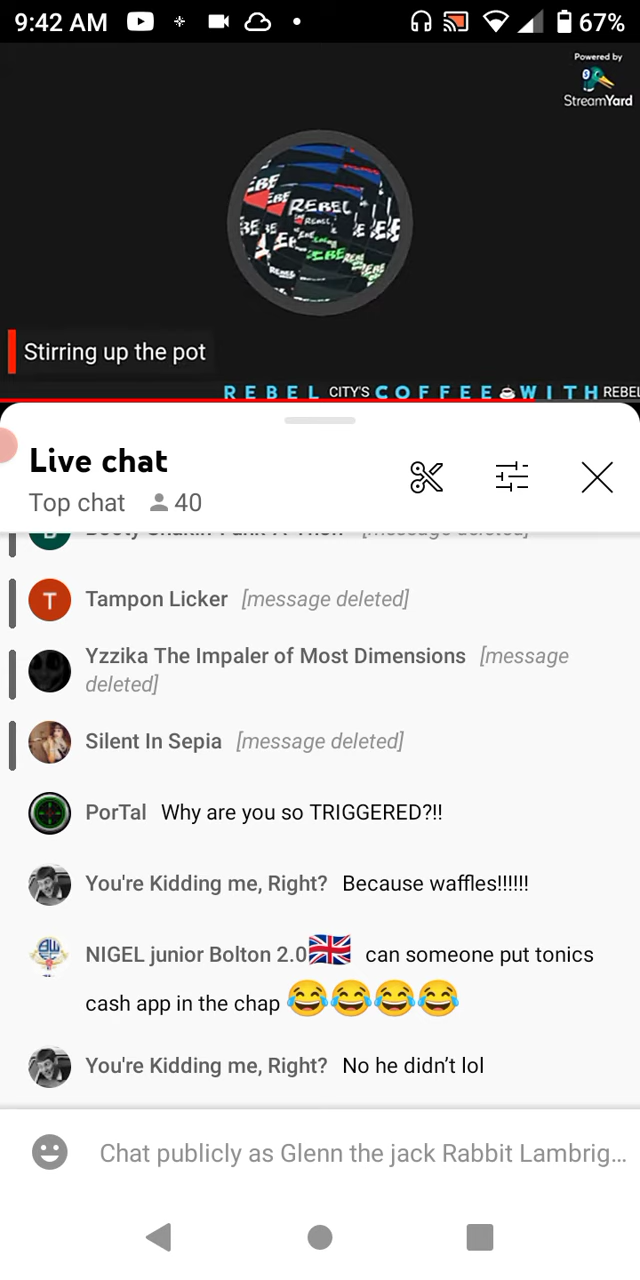 9:42 AM 67%
Powered by
StreamYard
REBEL
Stirring up the pot
REBEL CITY'S COFFEE☕WITH REBEL
Live chat
Top chat 40
[message deleted]
T Tampon Licker [message deleted]
Yzzika The Impaler of Most Dimensions [message
deleted]
Silent In Sepia [message deleted]
PorTal Why are you so TRIGGERED?!!
You're Kidding me, Right? Because waffles!!!!!!
NIGEL junior Bolton 2.0🇬🇧 can someone put tonics
cash app in the chap 😂😂😂😂
You're Kidding me, Right? No he didn't lol
Chat publicly as Glenn the jack Rabbit Lambrig...